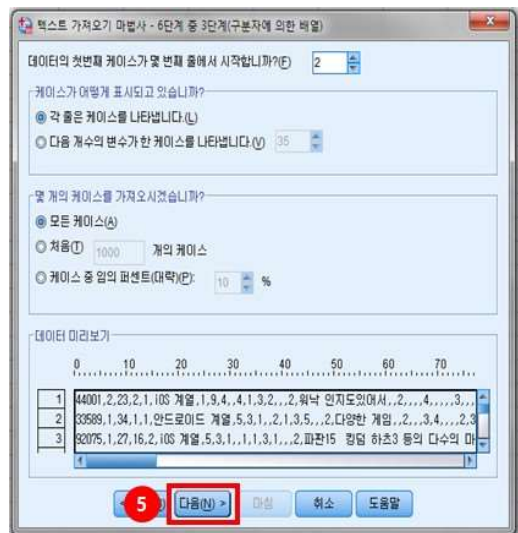 텍스트 가져오기 마법사 - 6단계 중 3단계(구분자에 의한 배열)
데이터의 첫번째 케이스가 몇 번째 줄에서 시작합니까?(F) 2
케이스가 어떻게 표시되고 있습니까?
각 줄은 케이스를 나타냅니다.(L)
다음 개수의 변수가 한 케이스를 나타냅니다.(V) 35
몇 개의 케이스를 가져오시겠습니까?
모든 케이스(A)
처음(T) 1000 개의 케이스
케이스 중 임의 퍼센트(대략)(P): 10 %
데이터 미리보기
0 10 20 30 40 50 60 70
1 44001,2,23,2,1,iOS 계열,1,9,4,,4,1,3,2,,,2,워낙 인지도있어서,,2,,,,4,,,,,3,,,
2 33589,1,34,1,1,안드로이드 계열,5,3,1,,2,1,3,5,,,2,다양한 게임,,,2,,,3,4,,,,2,3
3 92075,1,27,16,2,iOS 계열,5,3,1,,,1,1,3,1,,,,2,파판15 킹덤 하츠3 등의 다수의
5 다음(N) > 마침 취소 도움말